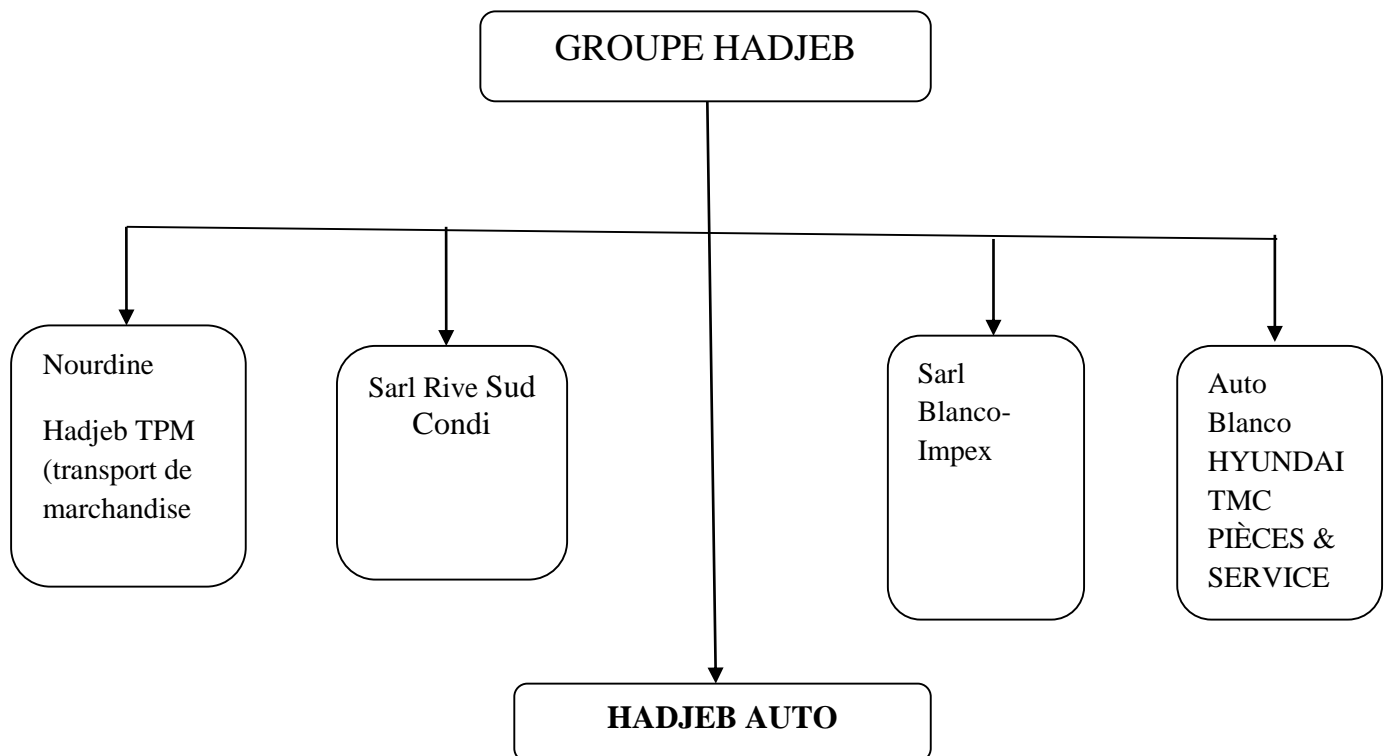 GROUPE HADJEB
Nourdine
Hadjeb TPM
(transport de
marchandise
Sarl Rive Sud
Condi
Sarl
Blanco-
Impex
Auto
Blanco
HYUNDAI
TMC
PIÈCES &
SERVICE
HADJEB AUTO